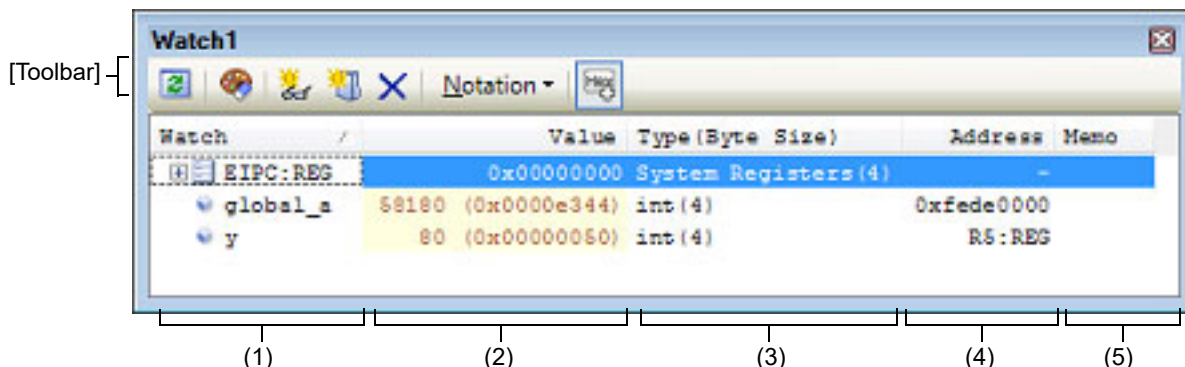 Watch1
[Toolbar]
Notation
Hex
Watch Value Type(Byte Size) Address Memo
EIPC:REG 0x00000000 System Registers(4) -
global_a 58180 (0x0000e344) int(4) 0xfede0000
y 80 (0x00000050) int(4) R5:REG
(1) (2) (3) (4) (5)